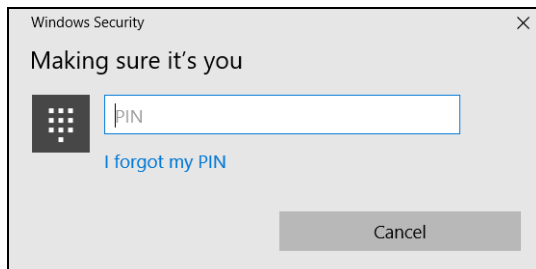 Windows Security
Making sure it’s you
PIN
I forgot my PIN
Cancel